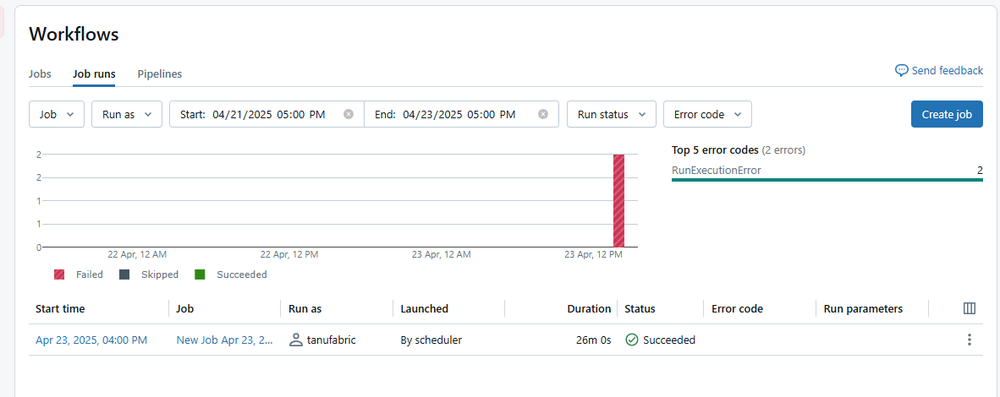 Workflows
Jobs Job runs Pipelines Send feedback
Job Run as Start: 04/21/2025 05:00 PM End: 04/23/2025 05:00 PM Run status Error code Create job
Top 5 error codes (2 errors)
RunExecutionError 2
2
2
1
1
0
22 Apr, 12 AM 22 Apr, 12 PM 23 Apr, 12 AM 23 Apr, 12 PM
Failed Skipped Succeeded
Start time Job Run as Launched Duration Status Error code Run parameters
Apr 23, 2025, 04:00 PM New Job Apr 23, 2... tanufabric By scheduler 26m 0s Succeeded